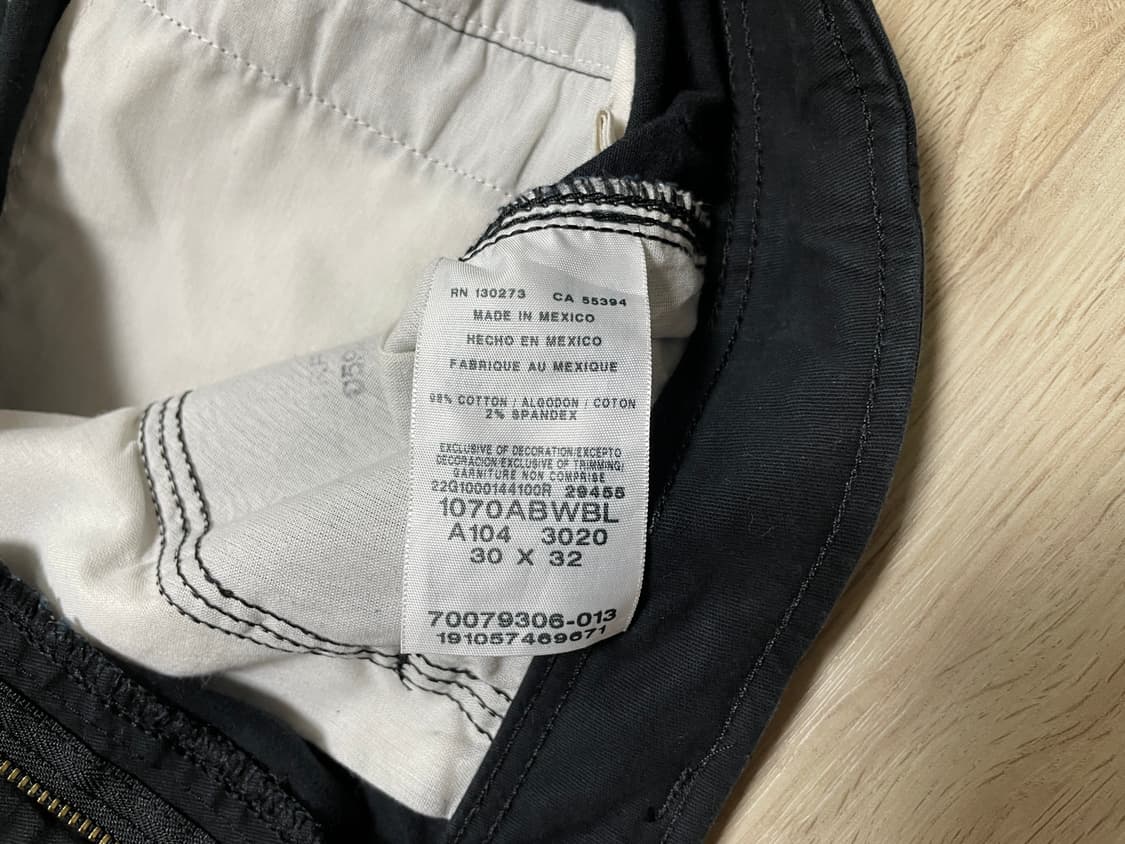 RN 130273 CA 55394
MADE IN MEXICO
HECHO EN MEXICO
FABRIQUE AU MEXIQUE
98% COTTON / ALGODON / COTON
2% SPANDEX
EXCLUSIVE OF DECORATION/EXCEPTO
DECORACION/EXCLUSIVE OF TRIMMING/
GARNITURE NON COMPRISE
22G1000144100R 29455
1070ABWBL
A104 3020
30 X 32
70079306-013
191057469671